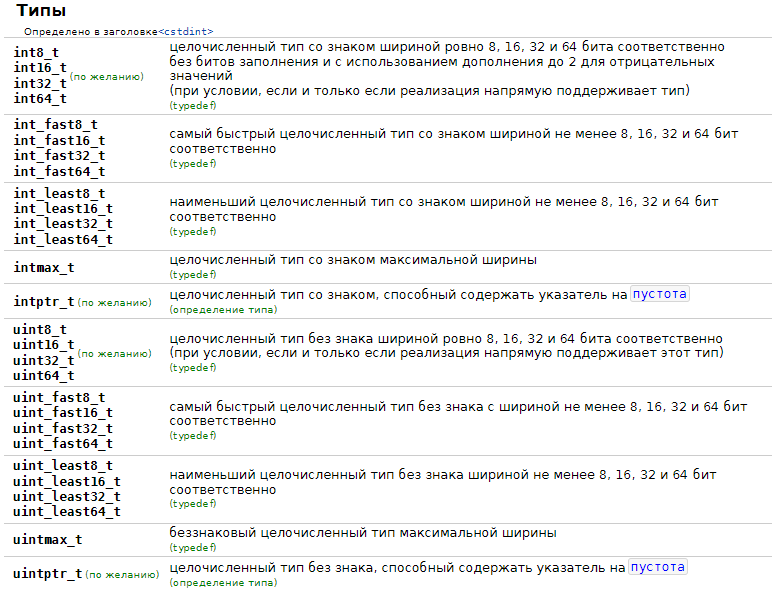 Типы
Определено в заголовке<cstdint>
int8_t
int16_t
int32_t
int64_t
(по желанию)
целочисленный тип со знаком шириной ровно 8, 16, 32 и 64 бита соответственно
без битов заполнения и с использованием дополнения до 2 для отрицательных
значений
(при условии, если и только если реализация напрямую поддерживает тип)
(typedef)
int_fast8_t
int_fast16_t
int_fast32_t
int_fast64_t
самый быстрый целочисленный тип со знаком шириной не менее 8, 16, 32 и 64 бит
соответственно
(typedef)
int_least8_t
int_least16_t
int_least32_t
int_least64_t
наименьший целочисленный тип со знаком шириной не менее 8, 16, 32 и 64 бит
соответственно
(typedef)
intmax_t
целочисленный тип со знаком максимальной ширины
(typedef)
intptr_t (по желанию)
целочисленный тип со знаком, способный содержать указатель на пустота
(определение типа)
uint8_t
uint16_t
uint32_t
uint64_t
(по желанию)
целочисленный тип без знака шириной ровно 8, 16, 32 и 64 бита соответственно
(при условии, если и только если реализация напрямую поддерживает этот тип)
(typedef)
uint_fast8_t
uint_fast16_t
uint_fast32_t
uint_fast64_t
самый быстрый целочисленный тип без знака с шириной не менее 8, 16, 32 и 64 бит
соответственно
(typedef)
uint_least8_t
uint_least16_t
uint_least32_t
uint_least64_t
наименьший целочисленный тип без знака шириной не менее 8, 16, 32 и 64 бит
соответственно
(typedef)
uintmax_t
беззнаковый целочисленный тип максимальной ширины
(typedef)
uintptr_t (по желанию)
целочисленный тип без знака, способный содержать указатель на пустота
(определение типа)